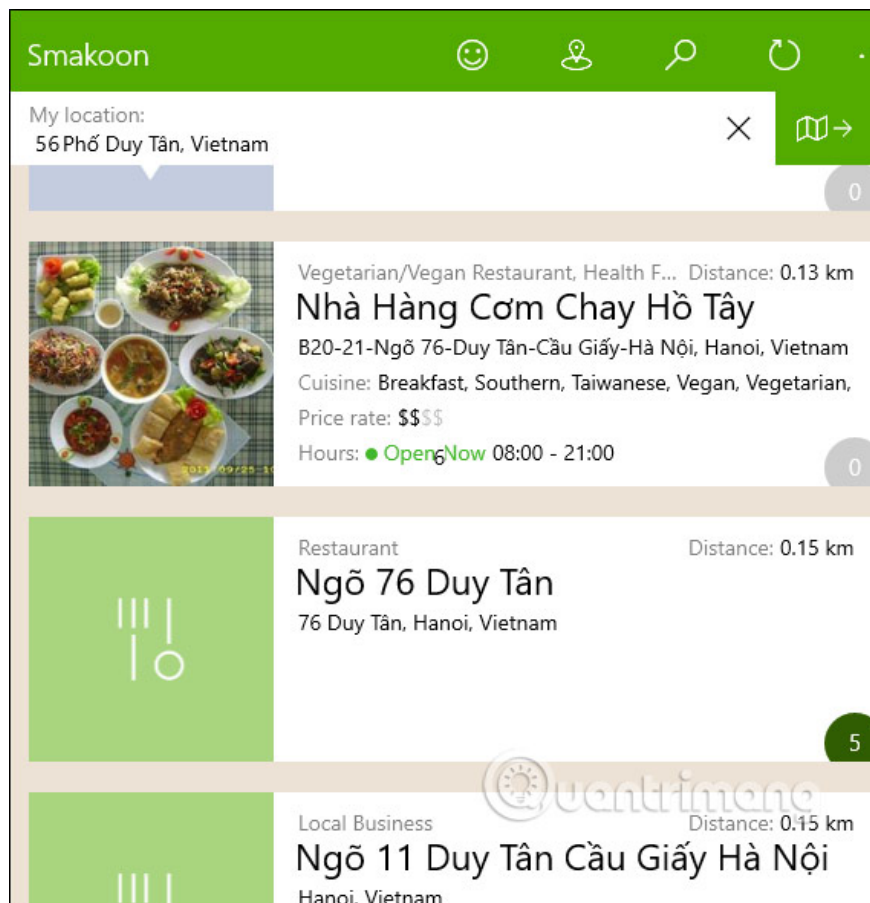 Smakoon
My location:
56 Phố Duy Tân, Vietnam
0
Vegetarian/Vegan Restaurant, Health F... Distance: 0.13 km
Nhà Hàng Cơm Chay Hồ Tây
B20-21-Ngõ 76-Duy Tân-Cầu Giấy-Hà Nội, Hanoi, Vietnam
Cuisine: Breakfast, Southern, Taiwanese, Vegan, Vegetarian,
Price rate: $$$$
Hours: Open Now 08:00 - 21:00
6
0
Restaurant Distance: 0.15 km
Ngõ 76 Duy Tân
76 Duy Tân, Hanoi, Vietnam
5
Quantrimang
Local Business Distance: 0.15 km
Ngõ 11 Duy Tân Cầu Giấy Hà Nội
Hanoi, Vietnam